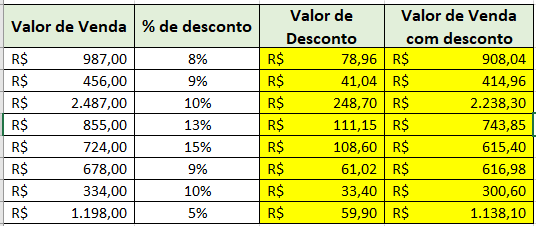 Valor de Venda % de desconto Valor de Desconto Valor de Venda com desconto
R$ 987,00 8% R$ 78,96 R$ 908,04
R$ 456,00 9% R$ 41,04 R$ 414,96
R$ 2.487,00 10% R$ 248,70 R$ 2.238,30
R$ 855,00 13% R$ 111,15 R$ 743,85
R$ 724,00 15% R$ 108,60 R$ 615,40
R$ 678,00 9% R$ 61,02 R$ 616,98
R$ 334,00 10% R$ 33,40 R$ 300,60
R$ 1.198,00 5% R$ 59,90 R$ 1.138,10